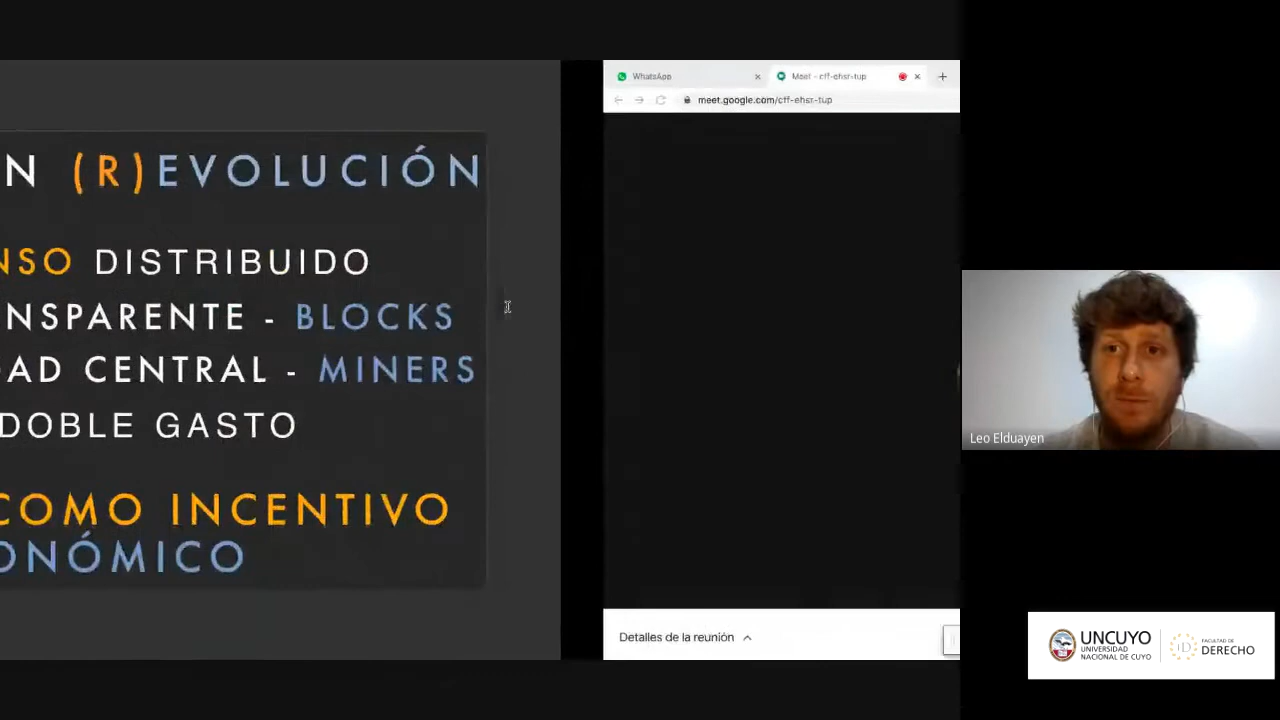 N (R)EVOLUCIÓN
NSO DISTRIBUIDO
NSPARENTE - BLOCKS
DAD CENTRAL - MINERS
DOBLE GASTO
COMO INCENTIVO
ONÓMICO
WhatsApp
Meet - cff-ehsr-tup
meet.google.com/cff-ehsr-tup
Detalles de la reunión
Leo Elduayen
UNCUYO
UNIVERSIDAD
NACIONAL DE CUYO
FACULTAD DE
DERECHO